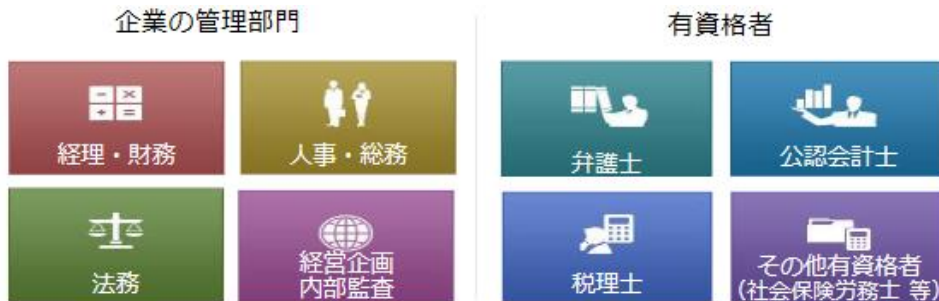 企業の管理部門
有資格者
経理・財務
人事・総務
弁護士
公認会計士
法務
経営企画
内部監査
税理士
その他有資格者
(社会保険労務士 等)